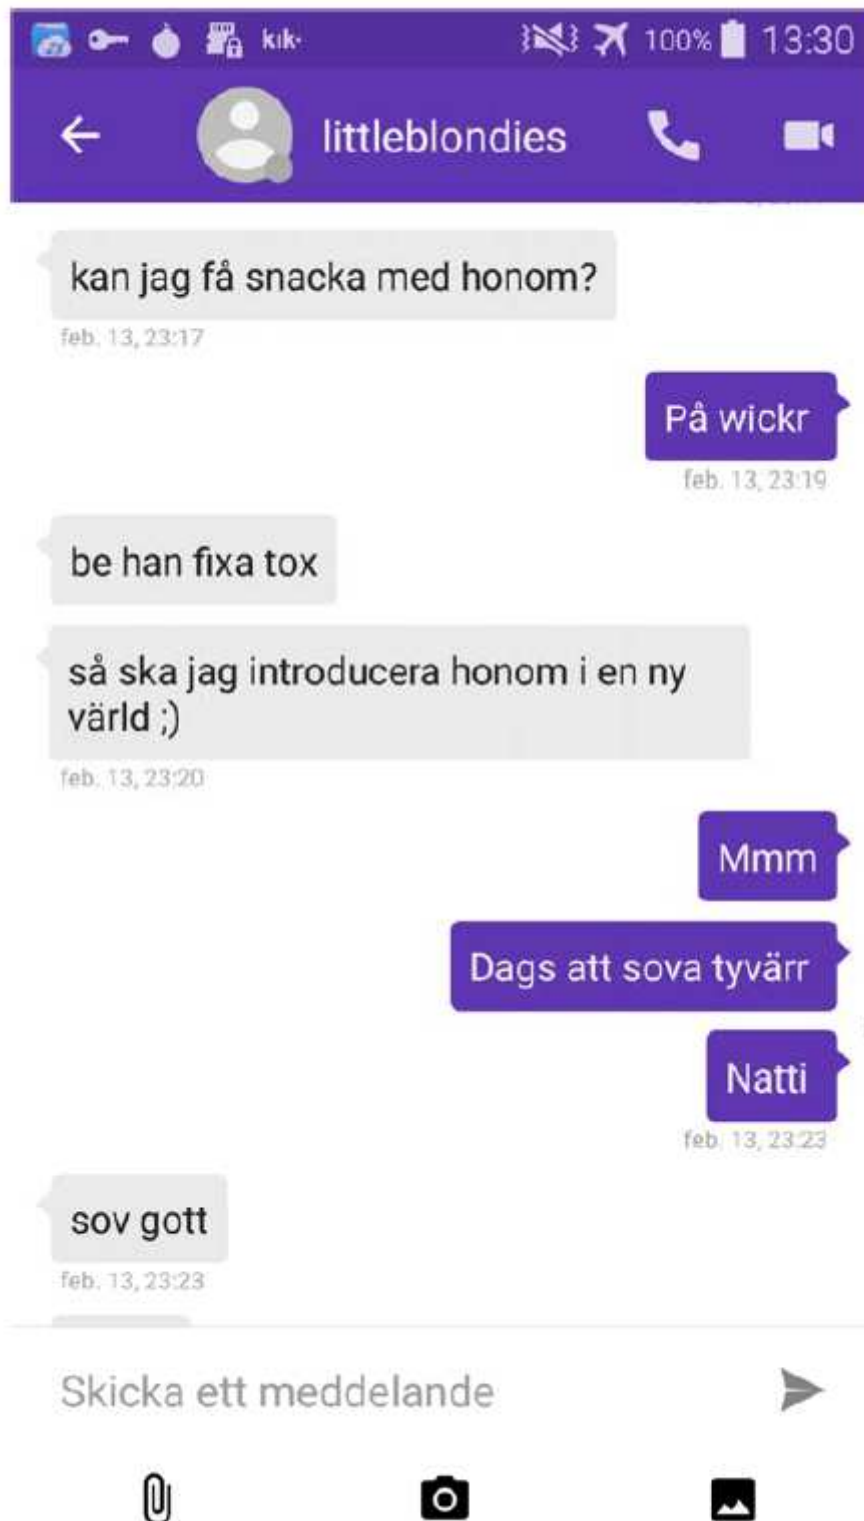 kik·
100%
13:30
littleblondies
kan jag få snacka med honom?
feb. 13, 23:17
På wickr
feb. 13, 23:19
be han fixa tox
så ska jag introducera honom i en ny
värld ;)
feb. 13, 23:20
Mmm
Dags att sova tyvärr
Natti
feb. 13, 23:23
sov gott
feb. 13, 23:23
Skicka ett meddelande